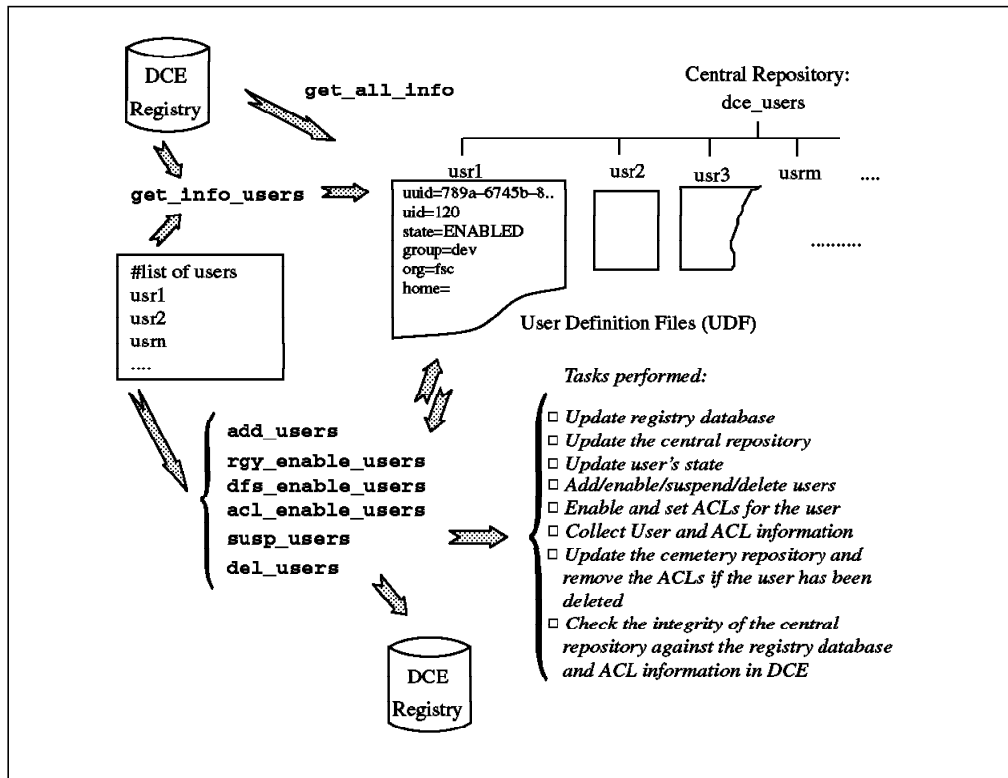 DCE
Registry
get_all_info
Central Repository:
dce_users
usr1
usr2
usr3
usrm
....
get_info_users
uuid=789a–6745b–8..
uid=120
state=ENABLED
group=dev
org=fsc
home=
..........
#list of users
usr1
usr2
usrn
....
User Definition Files (UDF)
add_users
rgy_enable_users
dfs_enable_users
acl_enable_users
susp_users
del_users
Tasks performed:
Update registry database
Update the central repository
Update user's state
Add/enable/suspend/delete users
Enable and set ACLs for the user
Collect User and ACL information
Update the cemetery repository and
remove the ACLs if the user has been
deleted
Check the integrity of the central
repository against the registry database
and ACL information in DCE
DCE
Registry